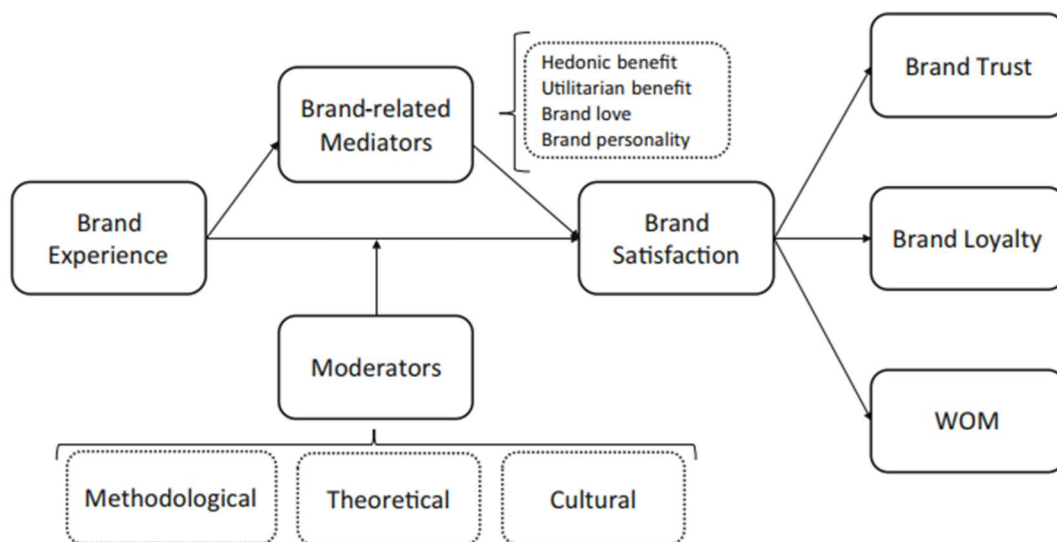 Brand-related
Mediators
Hedonic benefit
Utilitarian benefit
Brand love
Brand personality
Brand Trust
Brand
Experience
Brand
Satisfaction
Brand Loyalty
Moderators
WOM
Methodological
Theoretical
Cultural